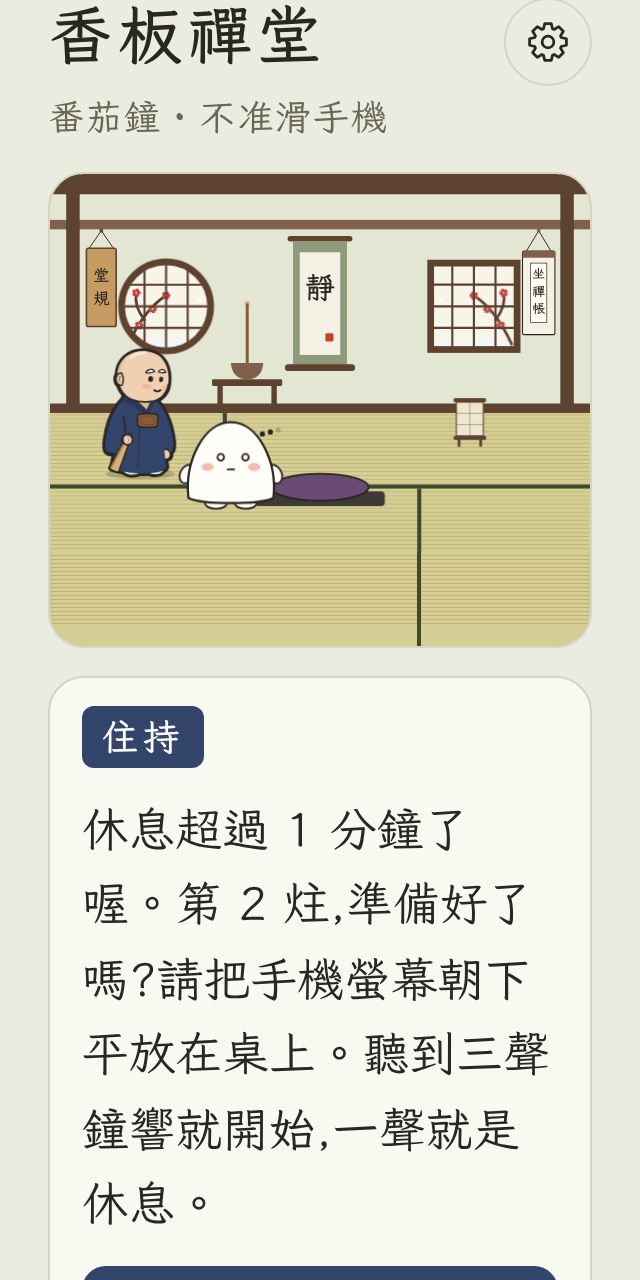 香板禪堂
番茄鐘・不准滑手機
堂規
靜
坐禪帳
住持
休息超過 1 分鐘了
喔。第 2 炷,準備好了
嗎?請把手機螢幕朝下
平放在桌上。聽到三聲
鐘響就開始,一聲就是
休息。